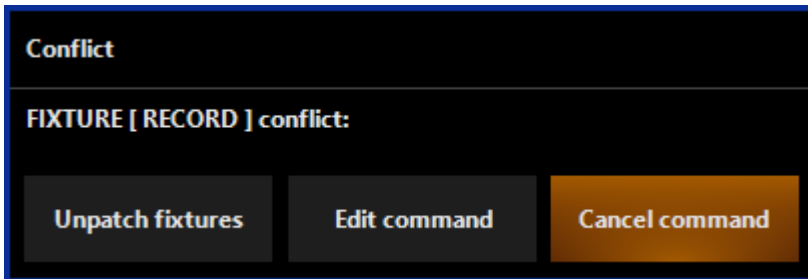 Conflict
FIXTURE [ RECORD ] conflict:
Unpatch fixtures Edit command Cancel command